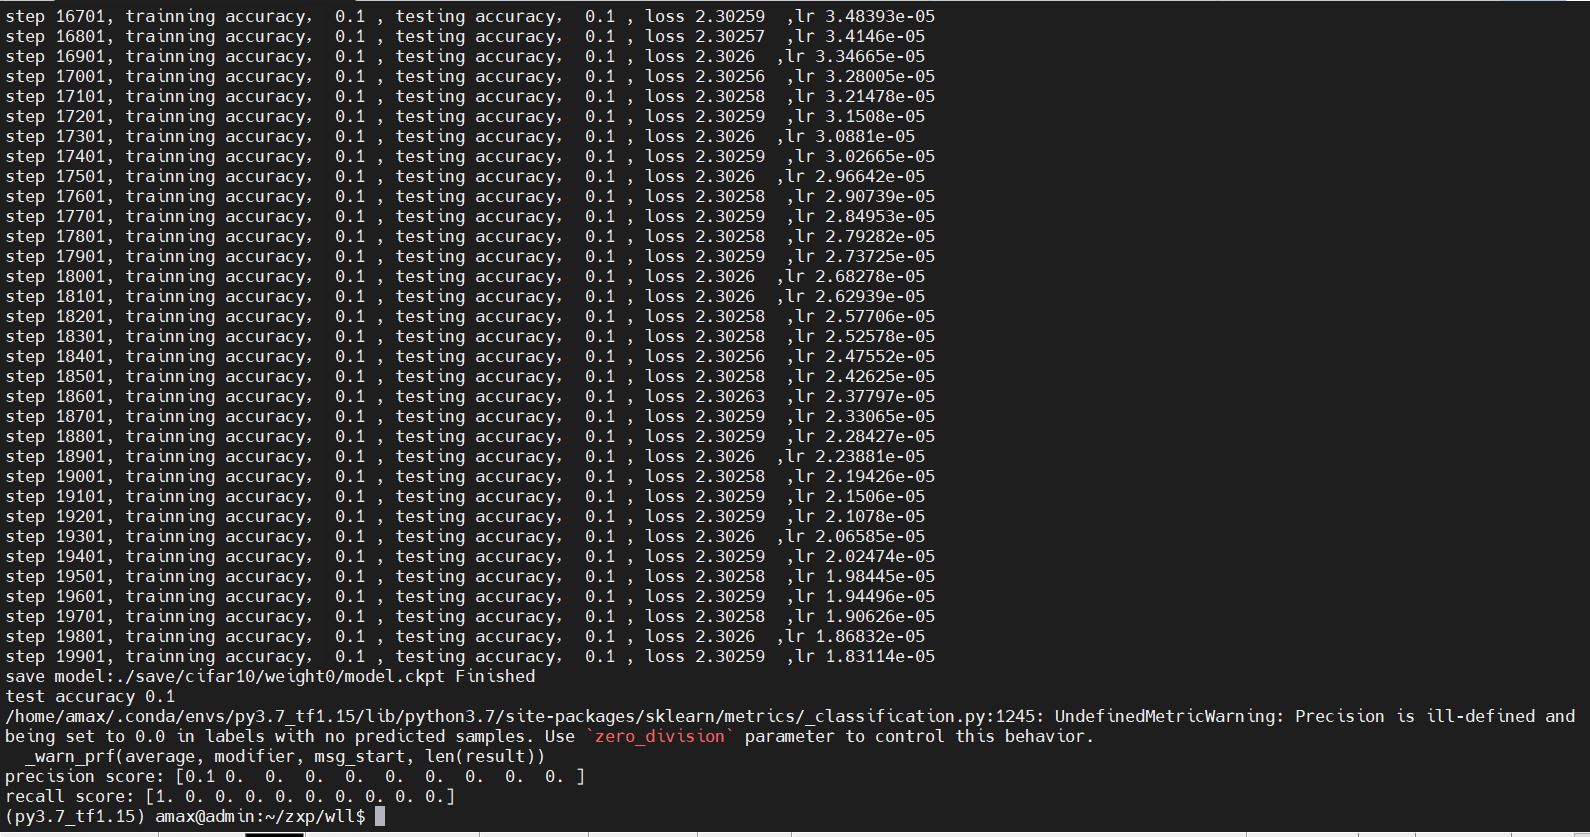 step 16701, trainning accuracy， 0.1 , testing accuracy， 0.1 , loss 2.30259 ,lr 3.48393e-05
step 16801, trainning accuracy， 0.1 , testing accuracy， 0.1 , loss 2.30257 ,lr 3.4146e-05
step 16901, trainning accuracy， 0.1 , testing accuracy， 0.1 , loss 2.3026 ,lr 3.34665e-05
step 17001, trainning accuracy， 0.1 , testing accuracy， 0.1 , loss 2.30256 ,lr 3.28005e-05
step 17101, trainning accuracy， 0.1 , testing accuracy， 0.1 , loss 2.30258 ,lr 3.21478e-05
step 17201, trainning accuracy， 0.1 , testing accuracy， 0.1 , loss 2.30259 ,lr 3.1508e-05
step 17301, trainning accuracy， 0.1 , testing accuracy， 0.1 , loss 2.3026 ,lr 3.0881e-05
step 17401, trainning accuracy， 0.1 , testing accuracy， 0.1 , loss 2.30259 ,lr 3.02665e-05
step 17501, trainning accuracy， 0.1 , testing accuracy， 0.1 , loss 2.3026 ,lr 2.96642e-05
step 17601, trainning accuracy， 0.1 , testing accuracy， 0.1 , loss 2.30258 ,lr 2.90739e-05
step 17701, trainning accuracy， 0.1 , testing accuracy， 0.1 , loss 2.30259 ,lr 2.84953e-05
step 17801, trainning accuracy， 0.1 , testing accuracy， 0.1 , loss 2.30258 ,lr 2.79282e-05
step 17901, trainning accuracy， 0.1 , testing accuracy， 0.1 , loss 2.30259 ,lr 2.73725e-05
step 18001, trainning accuracy， 0.1 , testing accuracy， 0.1 , loss 2.3026 ,lr 2.68278e-05
step 18101, trainning accuracy， 0.1 , testing accuracy， 0.1 , loss 2.3026 ,lr 2.62939e-05
step 18201, trainning accuracy， 0.1 , testing accuracy， 0.1 , loss 2.30258 ,lr 2.57706e-05
step 18301, trainning accuracy， 0.1 , testing accuracy， 0.1 , loss 2.30258 ,lr 2.52578e-05
step 18401, trainning accuracy， 0.1 , testing accuracy， 0.1 , loss 2.30256 ,lr 2.47552e-05
step 18501, trainning accuracy， 0.1 , testing accuracy， 0.1 , loss 2.30258 ,lr 2.42625e-05
step 18601, trainning accuracy， 0.1 , testing accuracy， 0.1 , loss 2.30263 ,lr 2.37797e-05
step 18701, trainning accuracy， 0.1 , testing accuracy， 0.1 , loss 2.30259 ,lr 2.33065e-05
step 18801, trainning accuracy， 0.1 , testing accuracy， 0.1 , loss 2.30259 ,lr 2.28427e-05
step 18901, trainning accuracy， 0.1 , testing accuracy， 0.1 , loss 2.3026 ,lr 2.23881e-05
step 19001, trainning accuracy， 0.1 , testing accuracy， 0.1 , loss 2.30258 ,lr 2.19426e-05
step 19101, trainning accuracy， 0.1 , testing accuracy， 0.1 , loss 2.30259 ,lr 2.1506e-05
step 19201, trainning accuracy， 0.1 , testing accuracy， 0.1 , loss 2.30259 ,lr 2.1078e-05
step 19301, trainning accuracy， 0.1 , testing accuracy， 0.1 , loss 2.3026 ,lr 2.06585e-05
step 19401, trainning accuracy， 0.1 , testing accuracy， 0.1 , loss 2.30259 ,lr 2.02474e-05
step 19501, trainning accuracy， 0.1 , testing accuracy， 0.1 , loss 2.30258 ,lr 1.98445e-05
step 19601, trainning accuracy， 0.1 , testing accuracy， 0.1 , loss 2.30259 ,lr 1.94496e-05
step 19701, trainning accuracy， 0.1 , testing accuracy， 0.1 , loss 2.30258 ,lr 1.90626e-05
step 19801, trainning accuracy， 0.1 , testing accuracy， 0.1 , loss 2.3026 ,lr 1.86832e-05
step 19901, trainning accuracy， 0.1 , testing accuracy， 0.1 , loss 2.30259 ,lr 1.83114e-05
save model:./save/cifar10/weight0/model.ckpt Finished
test accuracy 0.1
/home/amax/.conda/envs/py3.7_tf1.15/lib/python3.7/site-packages/sklearn/metrics/_classification.py:1245: UndefinedMetricWarning: Precision is ill-defined and
being set to 0.0 in labels with no predicted samples. Use `zero_division` parameter to control this behavior.
_warn_prf(average, modifier, msg_start, len(result))
precision score: [0.1 0. 0. 0. 0. 0. 0. 0. 0. 0. ]
recall score: [1. 0. 0. 0. 0. 0. 0. 0. 0. 0.]
(py3.7_tf1.15) amax@admin:~/zxp/wll$